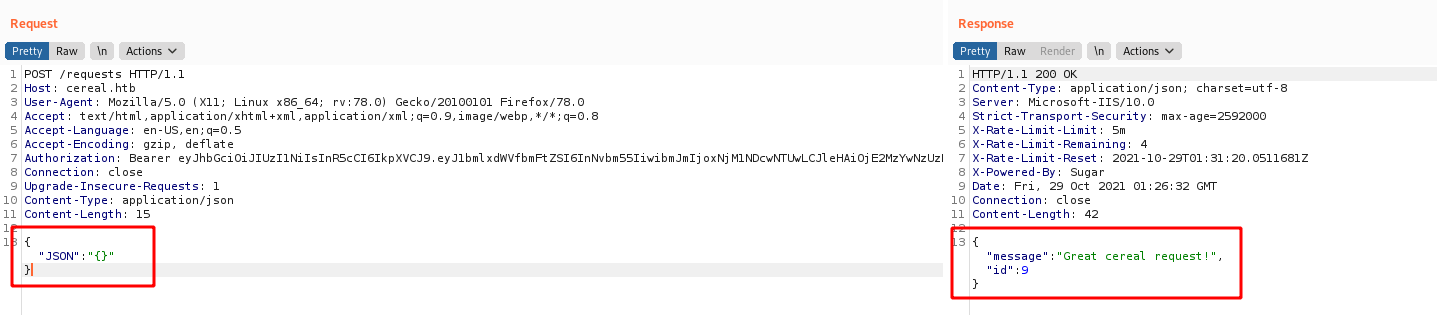 Request
Pretty Raw \n Actions
1 POST /requests HTTP/1.1
2 Host: cereal.htb
3 User-Agent: Mozilla/5.0 (X11; Linux x86_64; rv:78.0) Gecko/20100101 Firefox/78.0
4 Accept: text/html,application/xhtml+xml,application/xml;q=0.9,image/webp,*/*;q=0.8
5 Accept-Language: en-US,en;q=0.5
6 Accept-Encoding: gzip, deflate
7 Authorization: Bearer
8 Connection: close
9 Upgrade-Insecure-Requests: 1
10 Content-Type: application/json
11 Content-Length: 15
12
13 {
"JSON":"{}"
}
Response
Pretty Raw Render \n Actions
1 HTTP/1.1 200 OK
2 Content-Type: application/json; charset=utf-8
3 Server: Microsoft-IIS/10.0
4 Strict-Transport-Security: max-age=2592000
5 X-Rate-Limit-Limit: 5m
6 X-Rate-Limit-Remaining: 4
7 X-Rate-Limit-Reset: 2021-10-29T01:31:20.0511681Z
8 X-Powered-By: Sugar
9 Date: Fri, 29 Oct 2021 01:26:32 GMT
10 Connection: close
11 Content-Length: 42
12
13 {
"message":"Great cereal request!",
"id":9
}